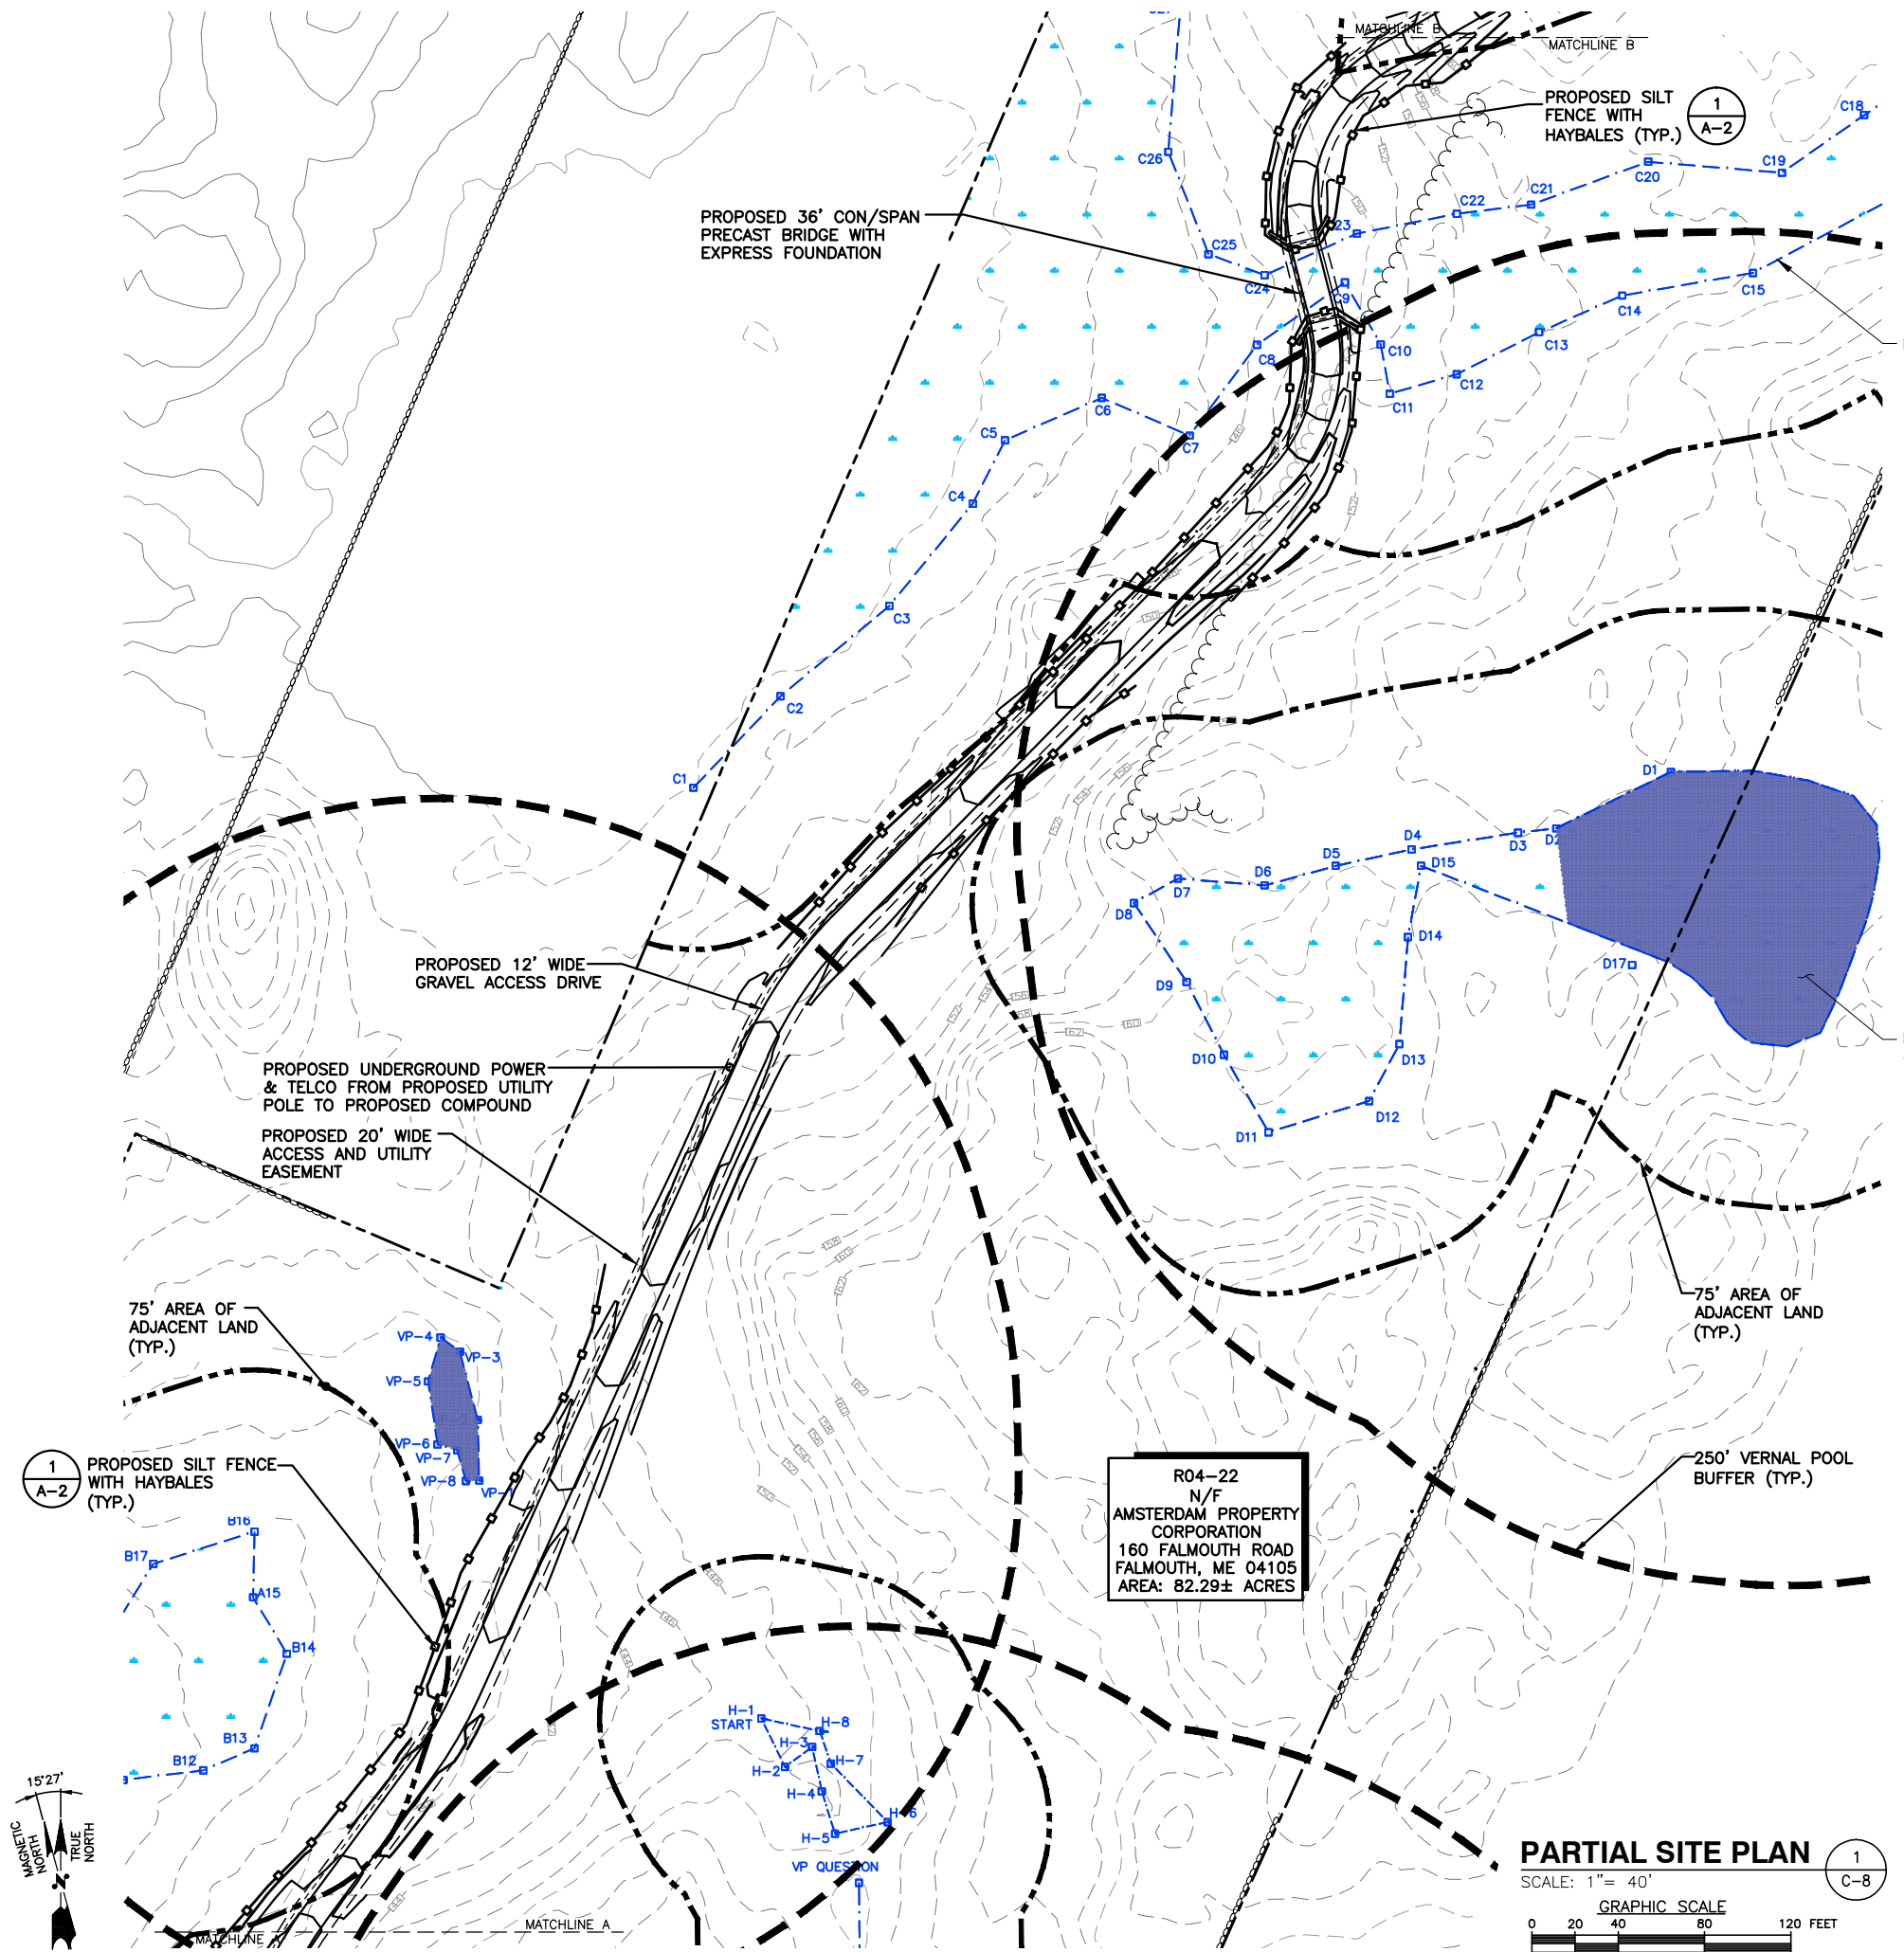 MATCHLINE B
MATCHLINE B
PROPOSED SILT
FENCE WITH
HAYBALES (TYP.)
1
A-2
C18
C19
C20
C21
C22
C26
C25
C24
C9
C10
C11
C12
C13
C14
C15
C8
C7
C6
C5
C4
C3
C2
C1
PROPOSED 36' CON/SPAN
PRECAST BRIDGE WITH
EXPRESS FOUNDATION
D1
D3
D4
D5
D6
D7
D8
D9
D10
D11
D12
D13
D14
D15
D17
PROPOSED 12' WIDE
GRAVEL ACCESS DRIVE
PROPOSED UNDERGROUND POWER
& TELCO FROM PROPOSED UTILITY
POLE TO PROPOSED COMPOUND
PROPOSED 20' WIDE
ACCESS AND UTILITY
EASEMENT
75' AREA OF
ADJACENT LAND
(TYP.)
75' AREA OF
ADJACENT LAND
(TYP.)
VP-4
VP-3
VP-5
VP-6
VP-7
VP-8
VP-1
1
A-2
PROPOSED SILT FENCE
WITH HAYBALES
(TYP.)
250' VERNAL POOL
BUFFER (TYP.)
R04-22
N/F
AMSTERDAM PROPERTY
CORPORATION
160 FALMOUTH ROAD
FALMOUTH, ME 04105
AREA: 82.29± ACRES
B16
B17
A15
B14
B13
B12
H-1
START
H-8
H-3
H-7
H-2
H-4
H-5
VP QUESTION
15°27'
MAGNETIC
NORTH
TRUE
NORTH
N
MATCHLINE A
MATCHLINE A
PARTIAL SITE PLAN
1
C-8
SCALE: 1"= 40'
GRAPHIC SCALE
0 20 40 80 120 FEET